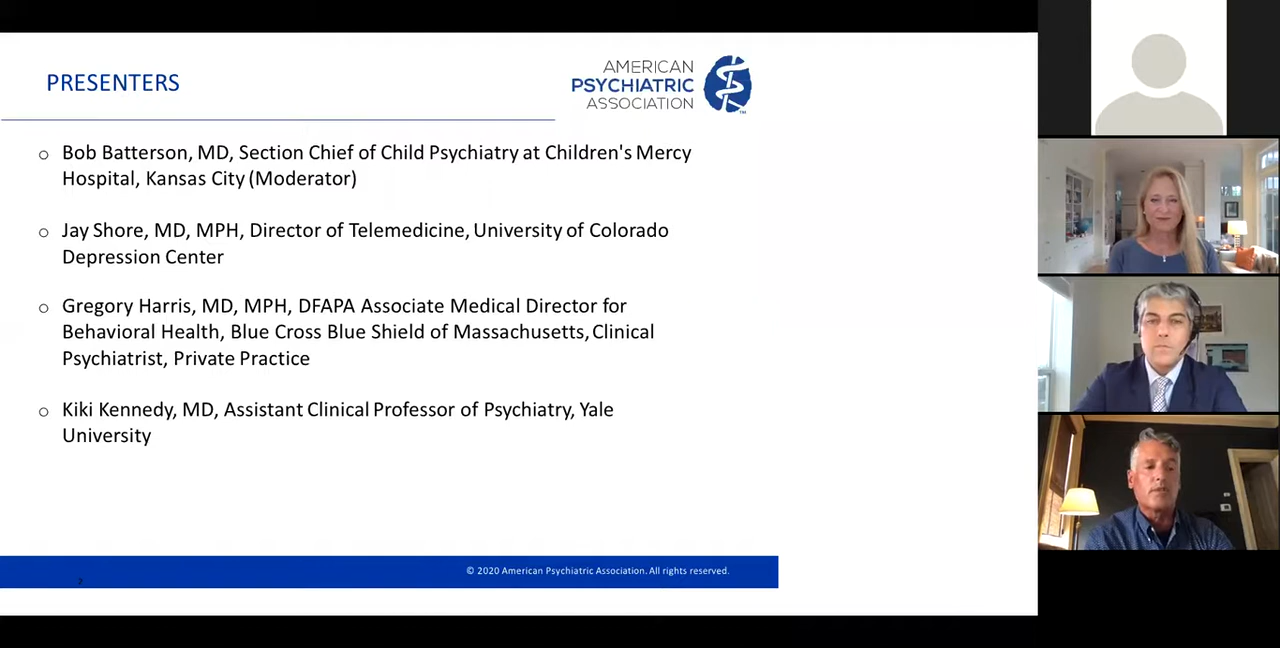 PRESENTERS
AMERICAN
PSYCHIATRIC
ASSOCIATION
TM
○ Bob Batterson, MD, Section Chief of Child Psychiatry at Children's Mercy
Hospital, Kansas City (Moderator)
○ Jay Shore, MD, MPH, Director of Telemedicine, University of Colorado
Depression Center
○ Gregory Harris, MD, MPH, DFAPA Associate Medical Director for
Behavioral Health, Blue Cross Blue Shield of Massachusetts, Clinical
Psychiatrist, Private Practice
○ Kiki Kennedy, MD, Assistant Clinical Professor of Psychiatry, Yale
University
© 2020 American Psychiatric Association. All rights reserved.
2